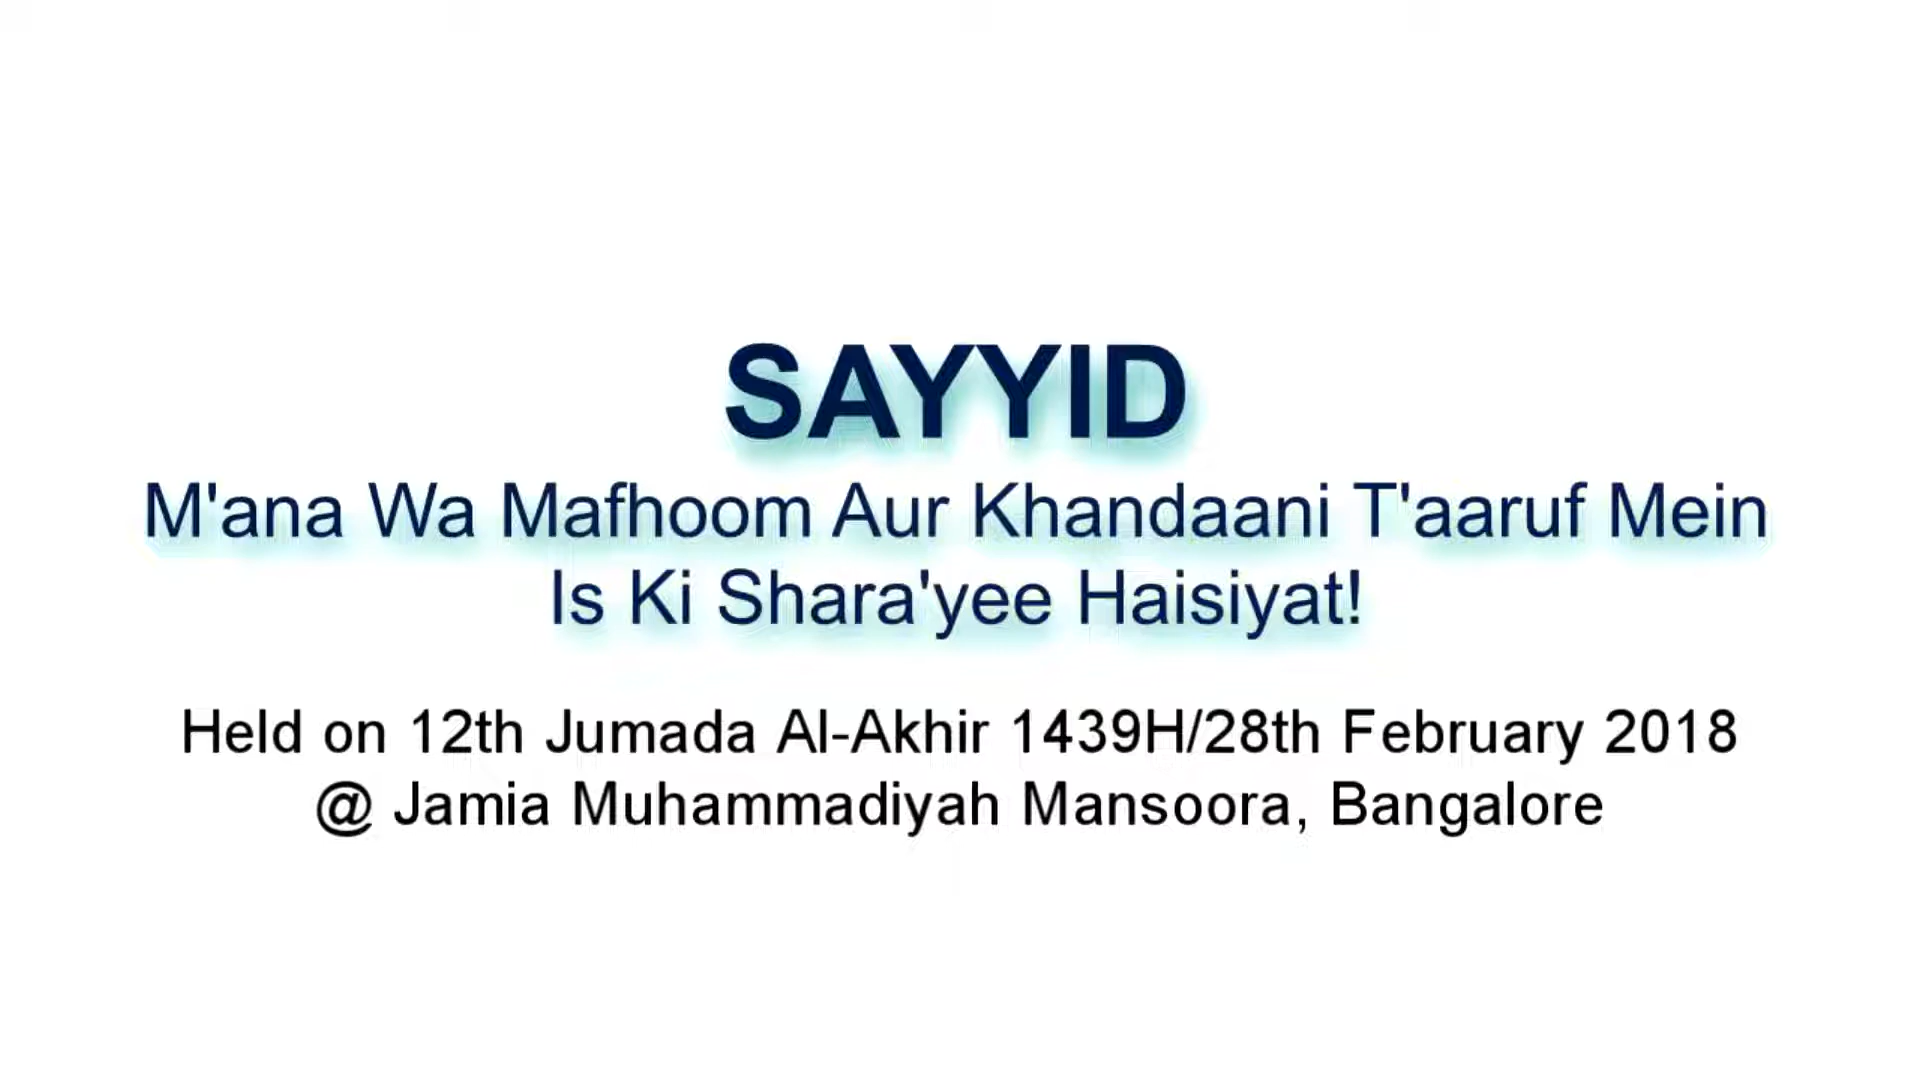 SAYYID
M'ana Wa Mafhoom Aur Khandaani T'aaruf Mein
Is Ki Shara'yee Haisiyat!
Held on 12th Jumada Al-Akhir 1439H/28th February 2018
@ Jamia Muhammadiyah Mansoora, Bangalore